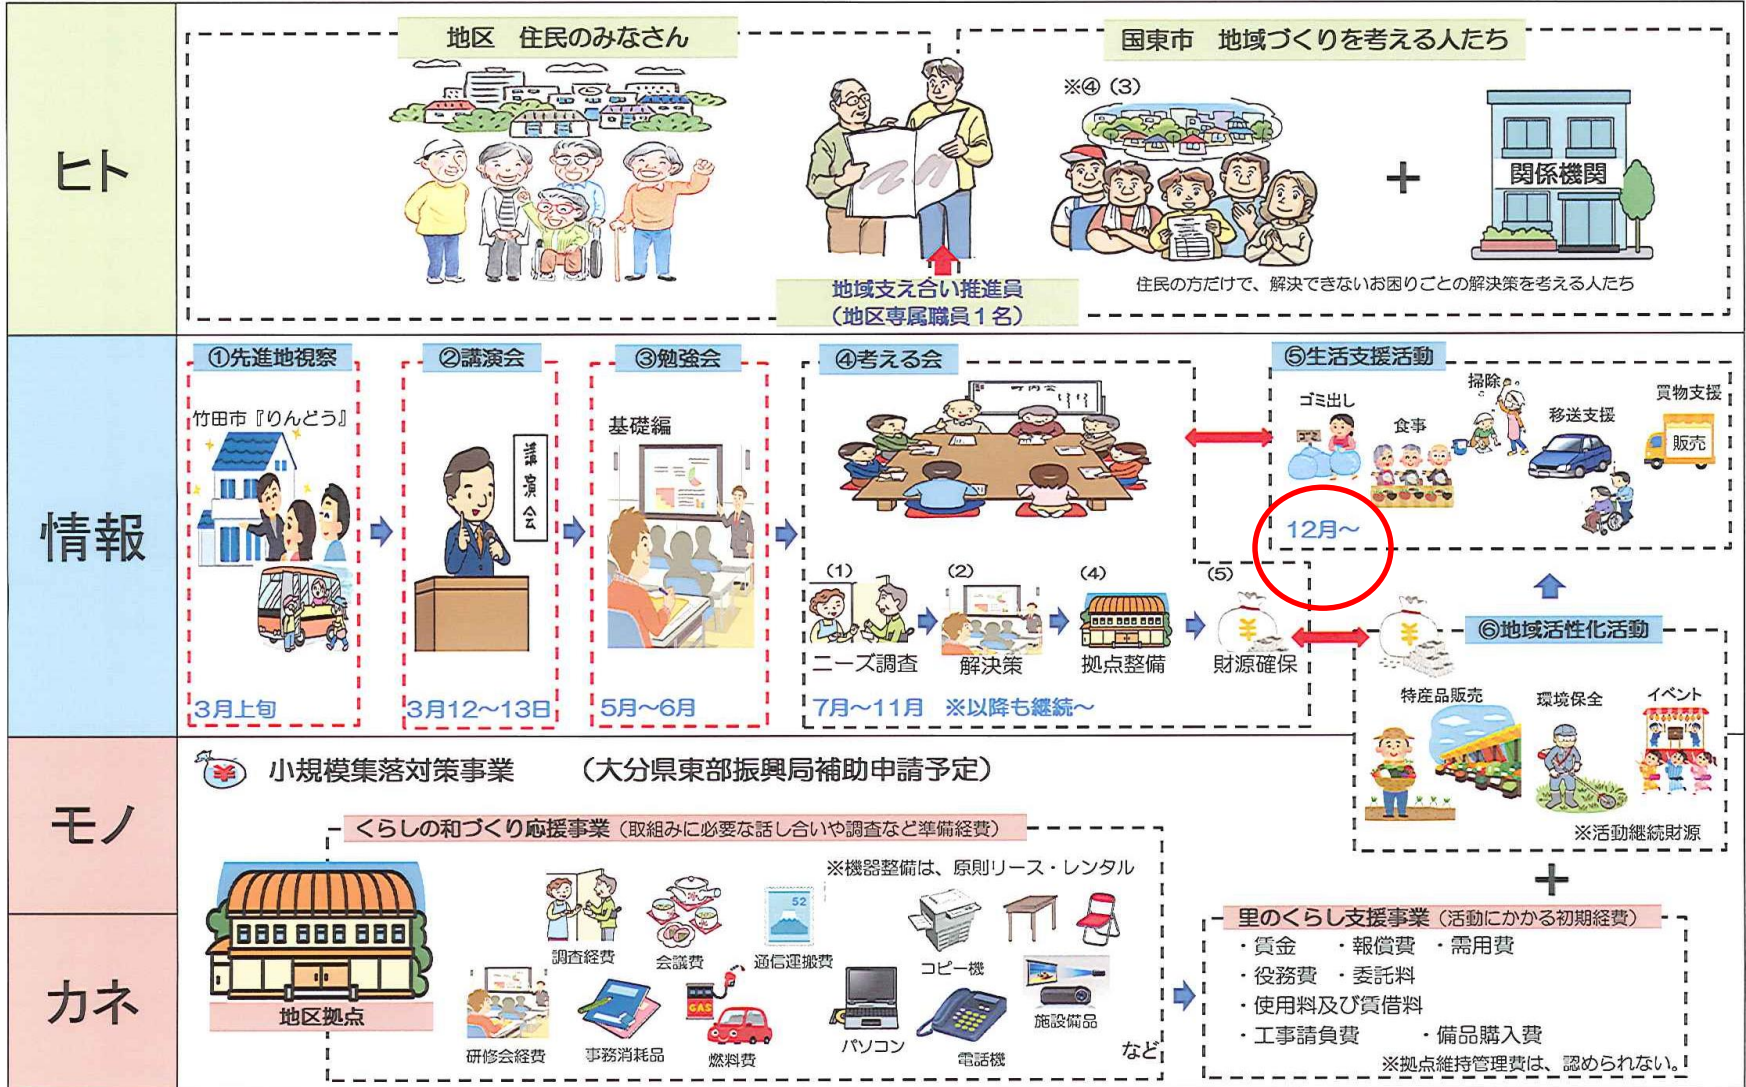 ヒト
地区 住民のみなさん
国東市 地域づくりを考える人たち
※④(3)
関係機関
住民の方だけで、解決できないお困りごとの解決策を考える人たち
地域支え合い推進員
(地区専属職員1名)
情報
①先進地視察
竹田市『りんどう』
3月上旬
②講演会
講演会
3月12～13日
③勉強会
基礎編
5月～6月
④考える会
町内会
(1)
(2)
(4)
(5)
ニーズ調査
解決策
拠点整備
財源確保
7月～11月 ※以降も継続～
⑤生活支援活動
ゴミ出し
食事
掃除
移送支援
買物支援
販売
12月～
⑥地域活性化活動
特産品販売
環境保全
イベント
※活動継続財源
モノ
カネ
小規模集落対策事業 (大分県東部振興局補助申請予定)
くらしの和づくり応援事業(取組みに必要な話し合いや調査など準備経費)
※機器整備は、原則リース・レンタル
地区拠点
調査経費
会議費
52
通信運搬費
コピー機
研修会経費
事務消耗品
GAS
燃料費
パソコン
電話機
施設備品
など
里のくらし支援事業(活動にかかる初期経費)
・賃金 ・報償費 ・需用費
・役務費 ・委託料
・使用料及び賃借料
・工事請負費 ・備品購入費
※拠点維持管理費は、認められない。